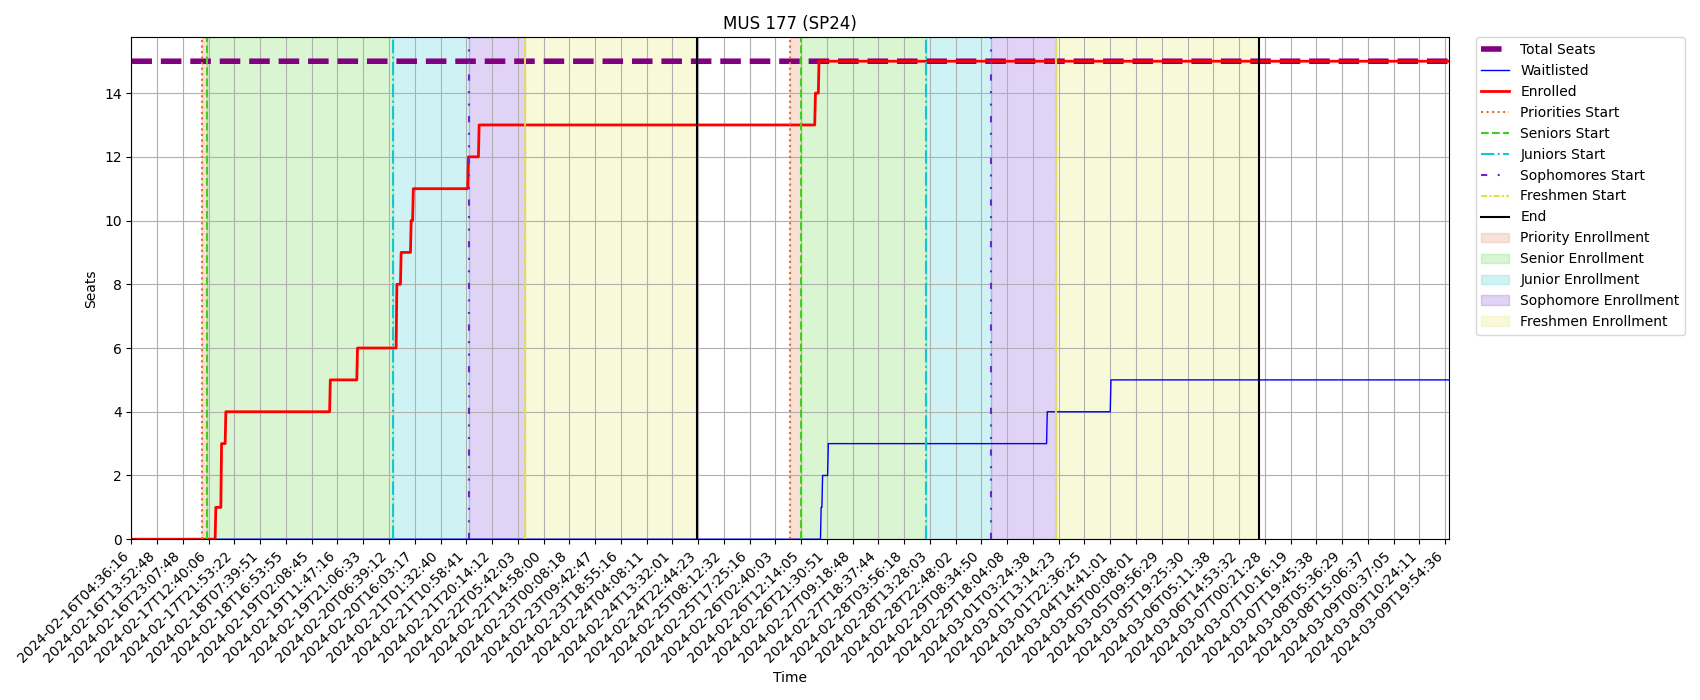 MUS 177 (SP24)
Total Seats
Waitlisted
Enrolled
Priorities Start
Seniors Start
Juniors Start
Sophomores Start
Freshmen Start
End
Priority Enrollment
Senior Enrollment
Junior Enrollment
Sophomore Enrollment
Freshmen Enrollment
Seats
14
12
10
8
6
4
2
0
2024-02-16T04:36:16
2024-02-16T13:52:48
2024-02-16T23:07:48
2024-02-17T12:40:06
2024-02-17T21:53:22
2024-02-18T07:39:51
2024-02-18T16:53:55
2024-02-19T02:08:45
2024-02-19T11:47:16
2024-02-19T21:06:33
2024-02-20T06:39:12
2024-02-20T16:03:17
2024-02-21T01:32:40
2024-02-21T10:58:41
2024-02-21T20:14:12
2024-02-22T05:42:03
2024-02-22T14:58:00
2024-02-23T00:08:18
2024-02-23T09:42:47
2024-02-23T18:55:16
2024-02-24T04:08:11
2024-02-24T13:32:01
2024-02-24T22:44:23
2024-02-25T08:12:32
2024-02-25T17:25:16
2024-02-26T02:40:03
2024-02-26T12:14:05
2024-02-26T21:30:51
2024-02-27T09:18:48
2024-02-27T18:37:44
2024-02-28T03:56:18
2024-02-28T13:28:03
2024-02-28T22:48:02
2024-02-29T08:34:50
2024-02-29T18:04:08
2024-03-01T03:24:38
2024-03-01T13:14:23
2024-03-01T22:36:25
2024-03-04T14:41:01
2024-03-05T00:08:01
2024-03-05T09:56:29
2024-03-05T19:25:30
2024-03-06T05:11:38
2024-03-06T14:53:32
2024-03-07T00:21:28
2024-03-07T10:16:19
2024-03-07T19:45:38
2024-03-08T05:36:29
2024-03-08T15:06:37
2024-03-09T00:37:05
2024-03-09T10:24:11
2024-03-09T19:54:36
Time